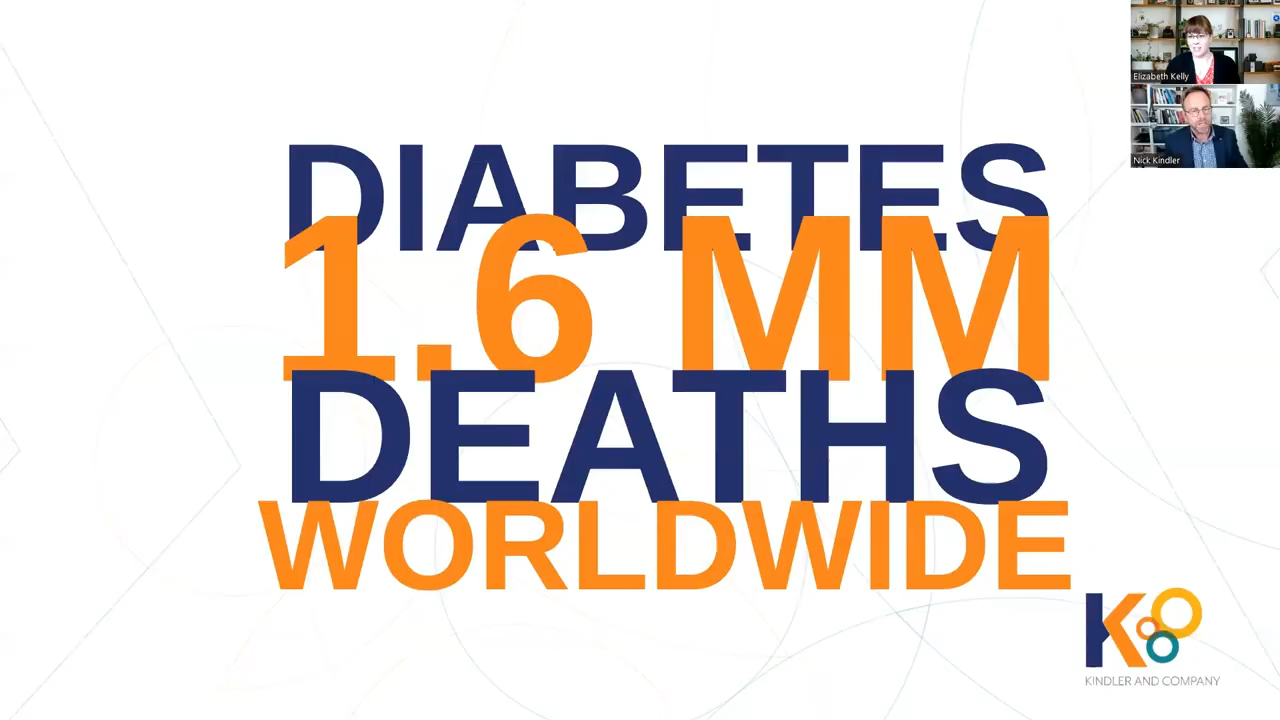 Elizabeth Kelly
Nick Kindler
DIABETES
1.6 MM
DEATHS
WORLDWIDE
KINDLER AND COMPANY